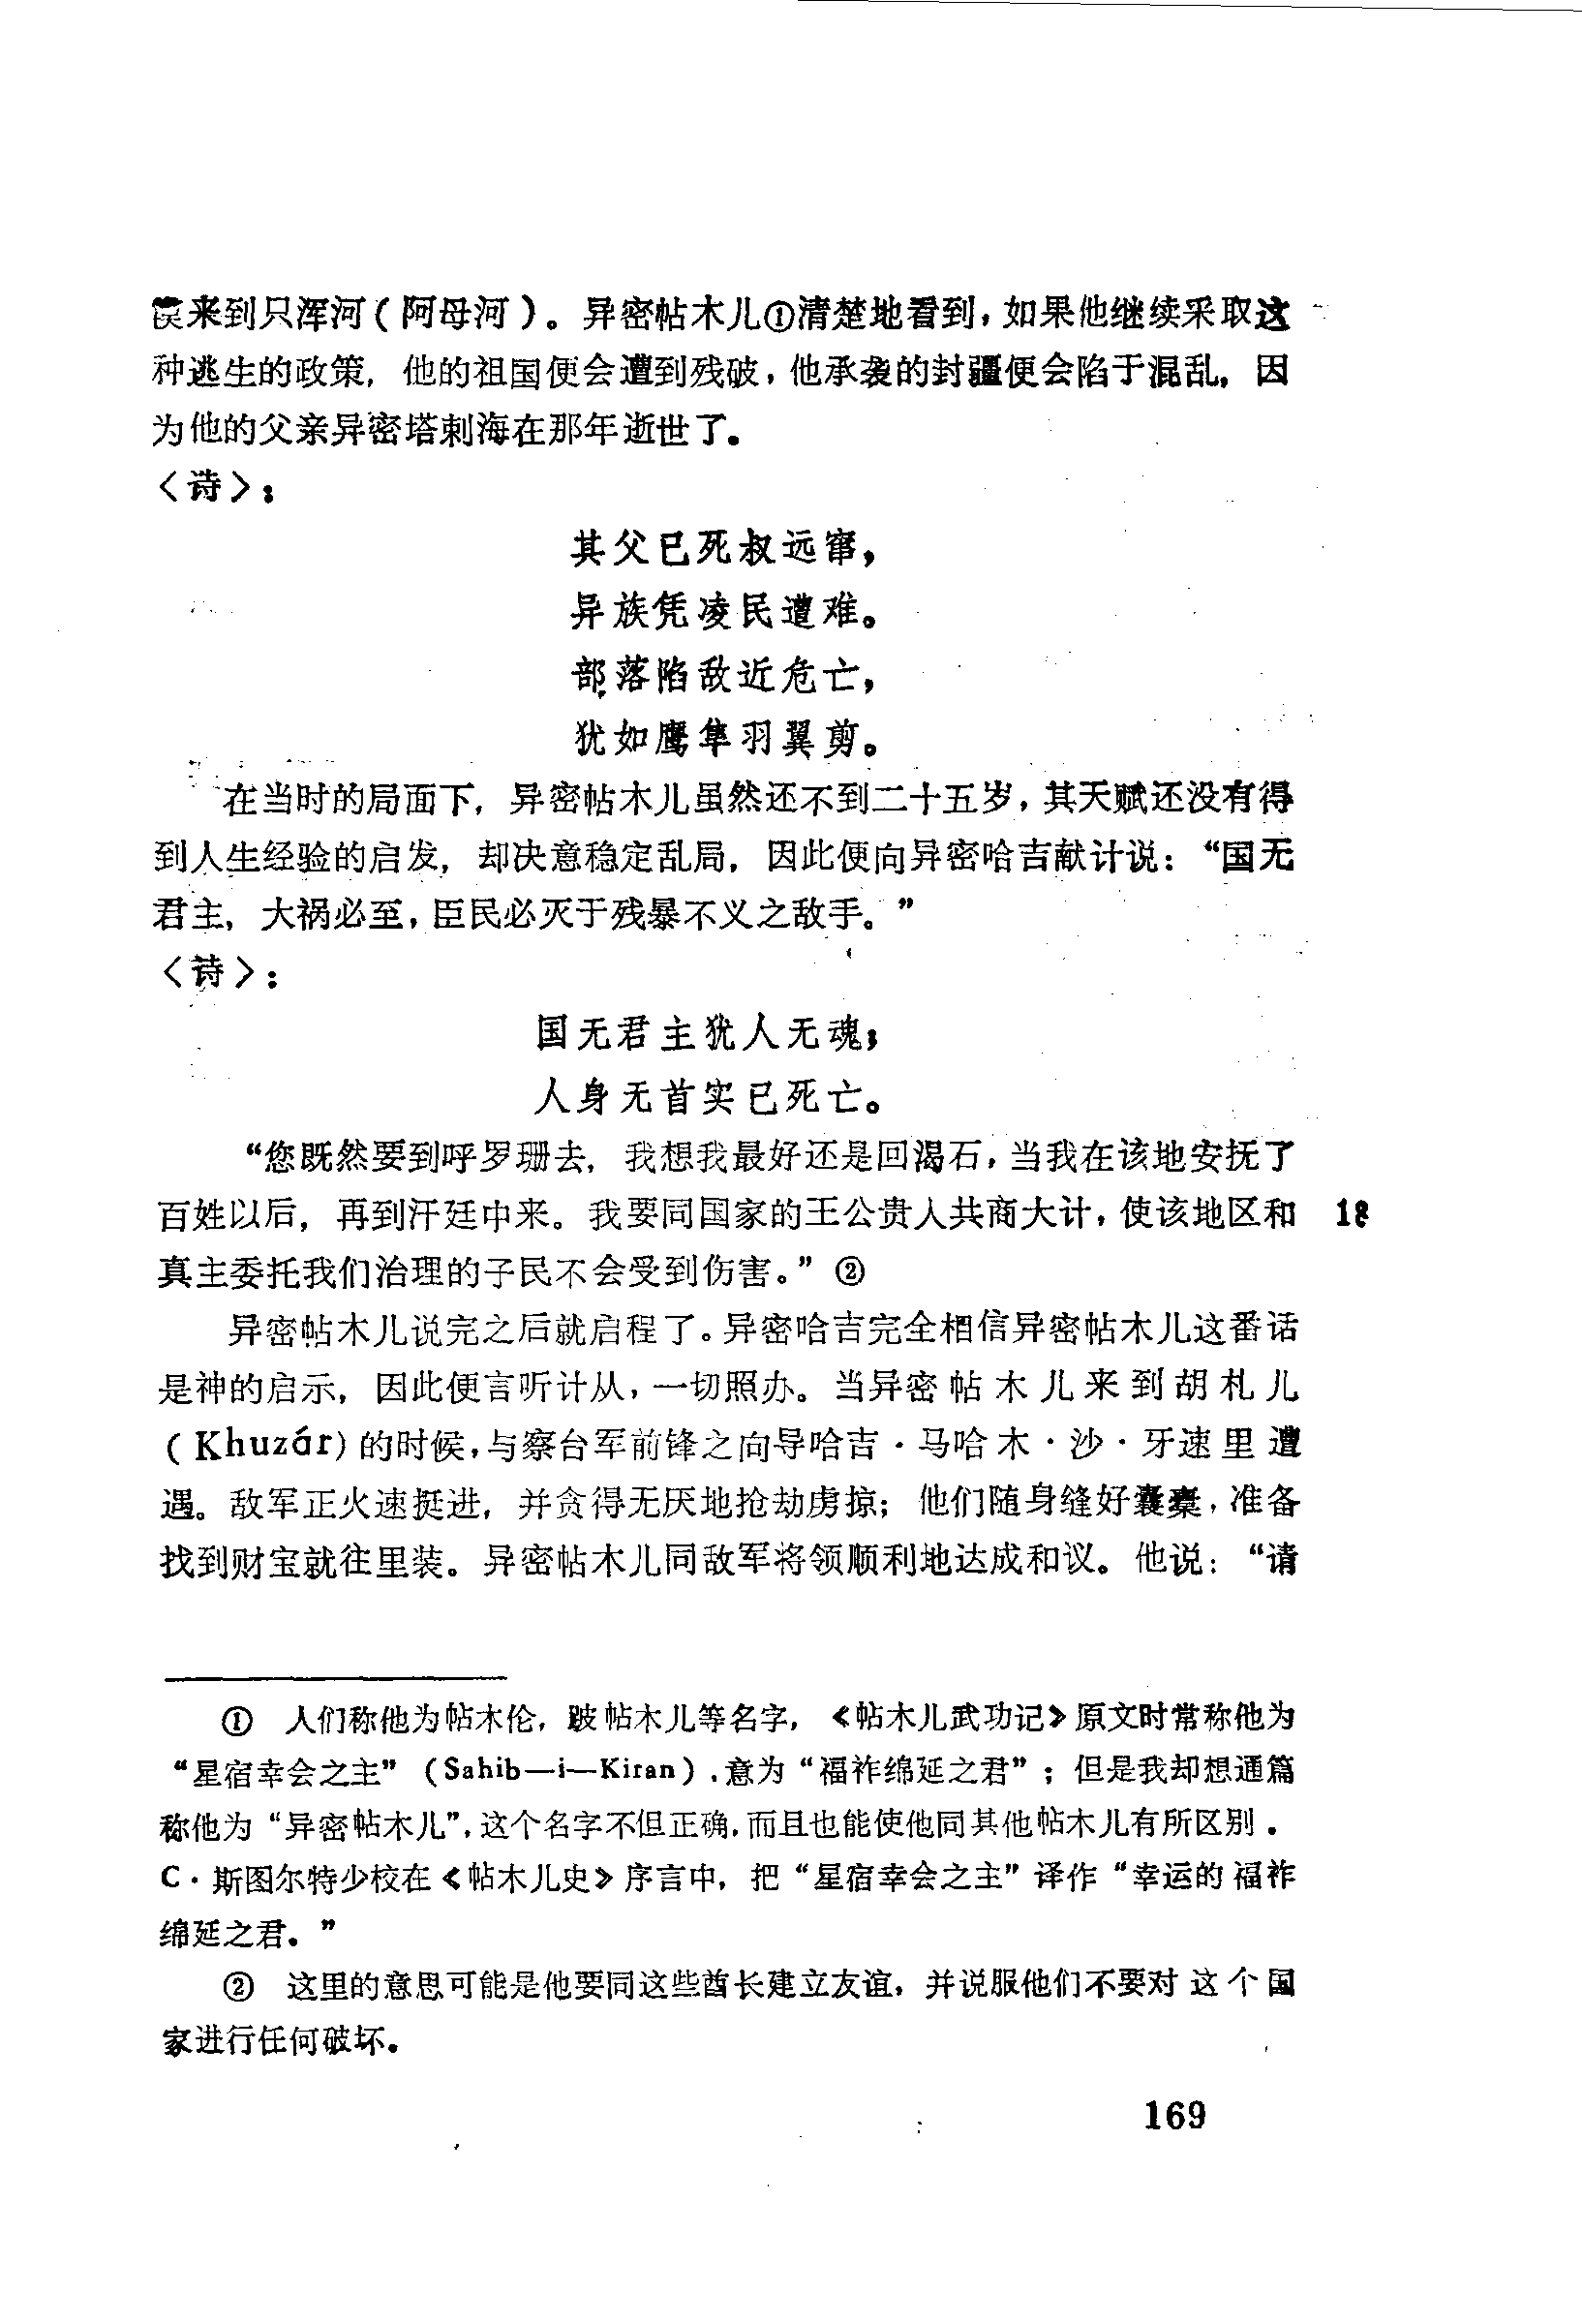 来到只浑河(阿母河)。异密帖木儿①清楚地看到,如果他继续采取这
种逃生的政策,他的祖国便会遭到残破,他承袭的封疆便会陷于混乱,因
为他的父亲异密塔剌海在那年逝世了。
〈诗〉:
其父已死叔远窜,
异族凭凌民遭难。
部落陷敌近危亡,
犹如鹰隼羽翼剪。
在当时的局面下,异密帖木儿虽然还不到二十五岁,其天赋还没有得
到人生经验的启发,却决意稳定乱局,因此便向异密哈吉献计说:“国无
君主,大祸必至,臣民必灭于残暴不义之敌手。”
〈诗〉:
国无君主犹人无魂;
人身无首实已死亡。
“您既然要到呼罗珊去,我想我最好还是回渴石,当我在该地安抚了
百姓以后,再到汗廷中来。我要同国家的王公贵人共商大计,使该地区和 18
真主委托我们治理的子民不会受到伤害。”②
异密帖木儿说完之后就启程了。异密哈吉完全相信异密帖木儿这番话
是神的启示,因此便言听计从,一切照办。当异密帖木儿来到胡札儿
(Khuzár)的时候,与察台军前锋之向导哈吉·马哈木·沙·牙速里遭
遇。敌军正火速挺进,并贪得无厌地抢劫虏掠;他们随身缝好囊橐,准备
找到财宝就往里装。异密帖木儿同敌军将领顺利地达成和议。他说:“请
① 人们称他为帖木伦,跛帖木儿等名字,《帖木儿武功记》原文时常称他为
“星宿幸会之主”(Sahib—i—Kiran),意为“福祚绵延之君”;但是我却想通篇
称他为“异密帖木儿”,这个名字不但正确,而且也能使他同其他帖木儿有所区别.
C·斯图尔特少校在《帖木儿史》序言中,把“星宿幸会之主”译作“幸运的福祚
绵延之君。”
② 这里的意思可能是他要同这些酋长建立友谊,并说服他们不要对这个国
家进行任何破坏。
169